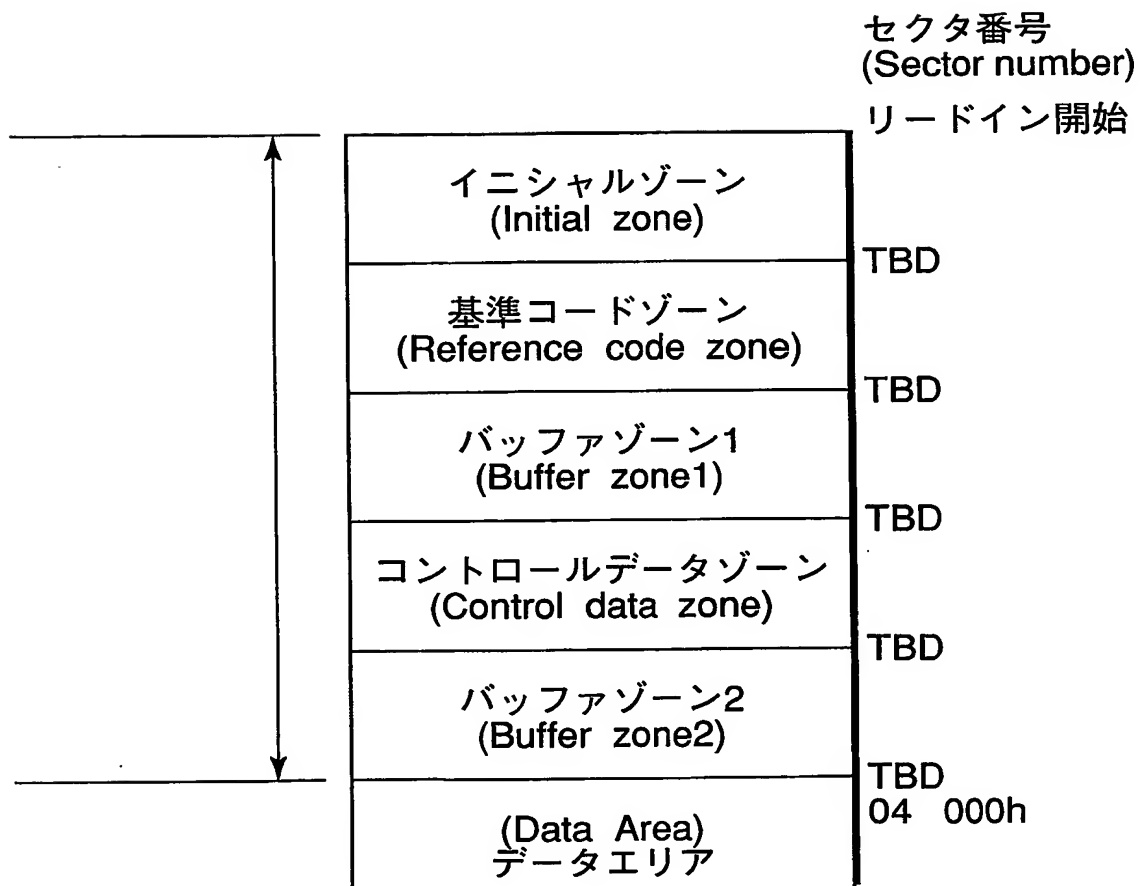 セクタ番号
(Sector number)
リードイン開始
イニシャルゾーン
(Initial zone)
TBD
基準コードゾーン
(Reference code zone)
TBD
バッファゾーン1
(Buffer zone1)
TBD
コントロールデータゾーン
(Control data zone)
TBD
バッファゾーン2
(Buffer zone2)
TBD
04 000h
(Data Area)
データエリア